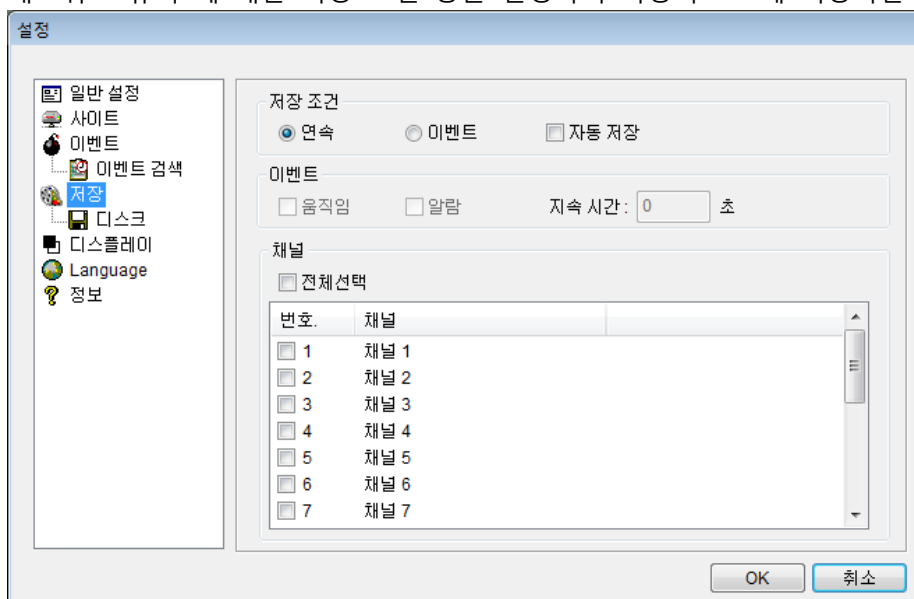 설정
일반 설정
사이트
이벤트
이벤트 검색
저장
디스크
디스플레이
Language
정보
저장 조건
연속 이벤트 자동 저장
이벤트
움직임 알람 지속 시간 : 0 초
채널
전체선택
번호. 채널
1 채널 1
2 채널 2
3 채널 3
4 채널 4
5 채널 5
6 채널 6
7 채널 7
OK 취소